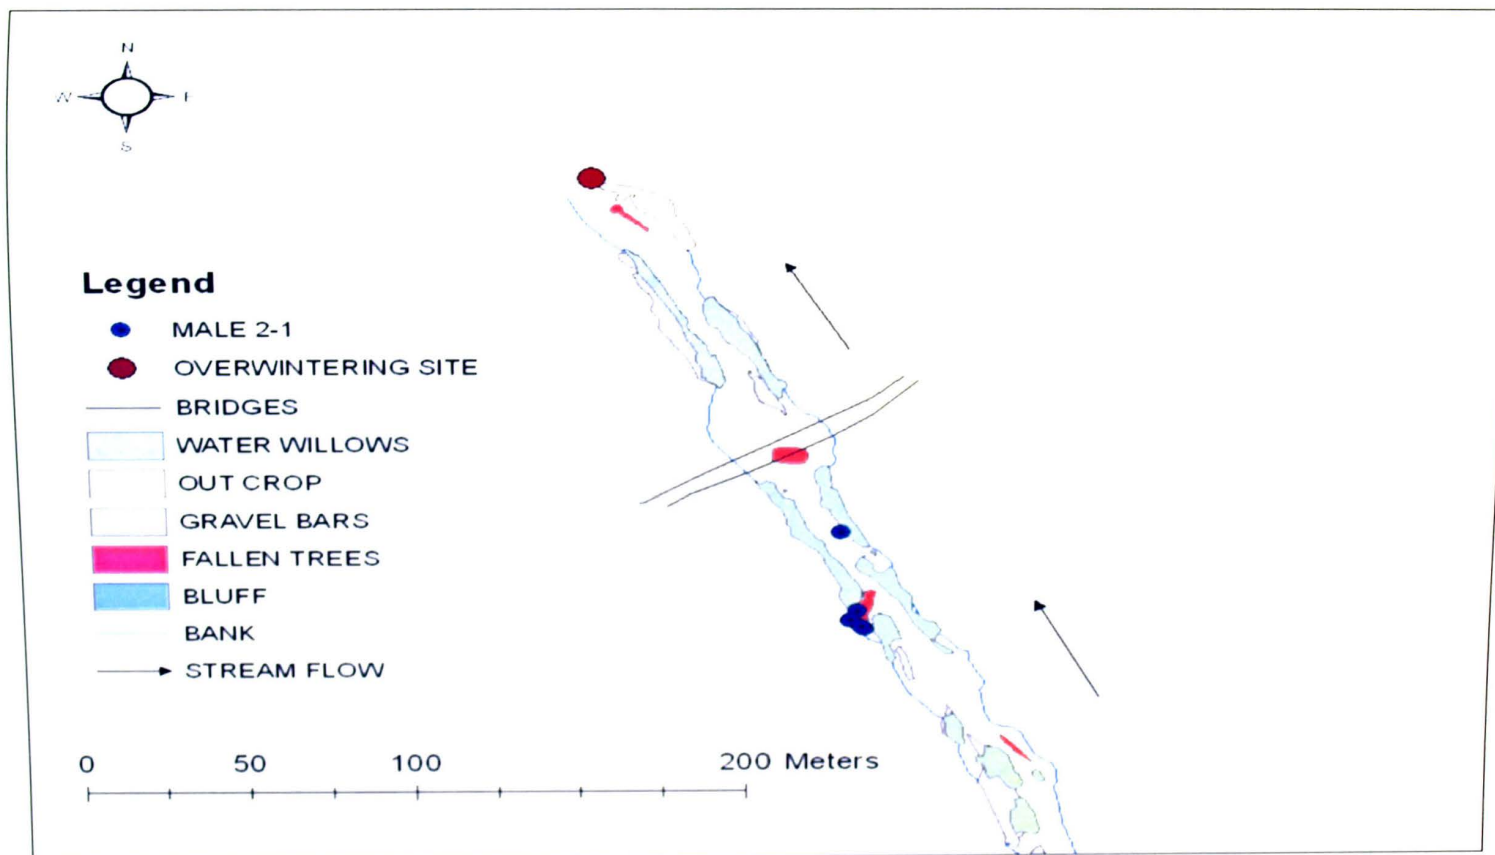 N
W E
S
Legend
MALE 2-1
OVERWINTERING SITE
BRIDGES
WATER WILLOWS
OUT CROP
GRAVEL BARS
FALLEN TREES
BLUFF
BANK
STREAM FLOW
0 50 100 200 Meters